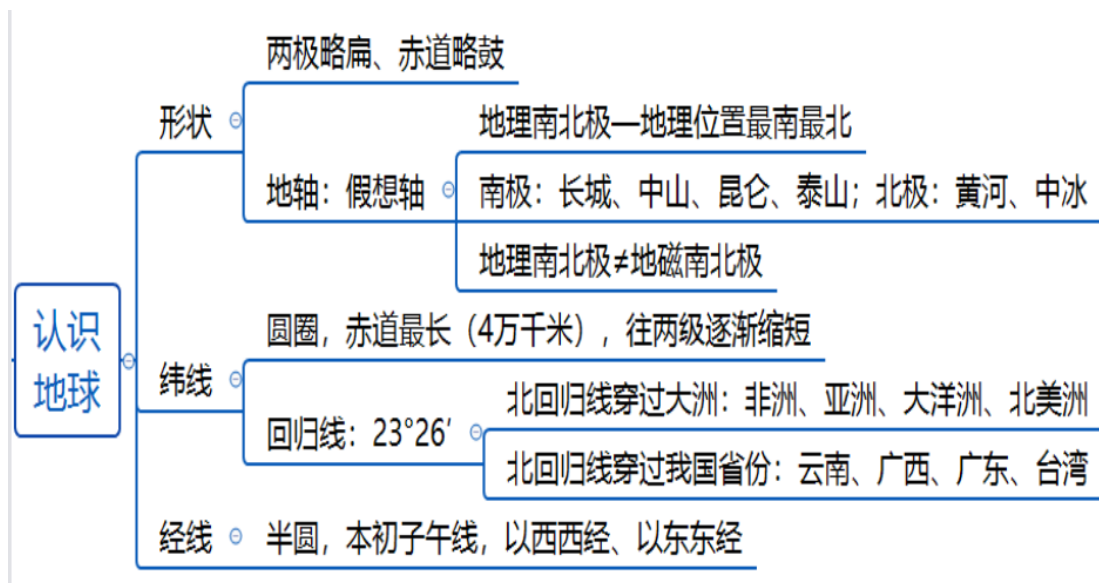 认识
地球
形状
两极略扁、赤道略鼓
地轴：假想轴
地理南北极—地理位置最南最北
南极：长城、中山、昆仑、泰山；北极：黄河、中冰
地理南北极≠地磁南北极
纬线
圆圈，赤道最长（4万千米），往两级逐渐缩短
回归线：23°26′
北回归线穿过大洲：非洲、亚洲、大洋洲、北美洲
北回归线穿过我国省份：云南、广西、广东、台湾
经线
半圆，本初子午线，以西西经、以东东经